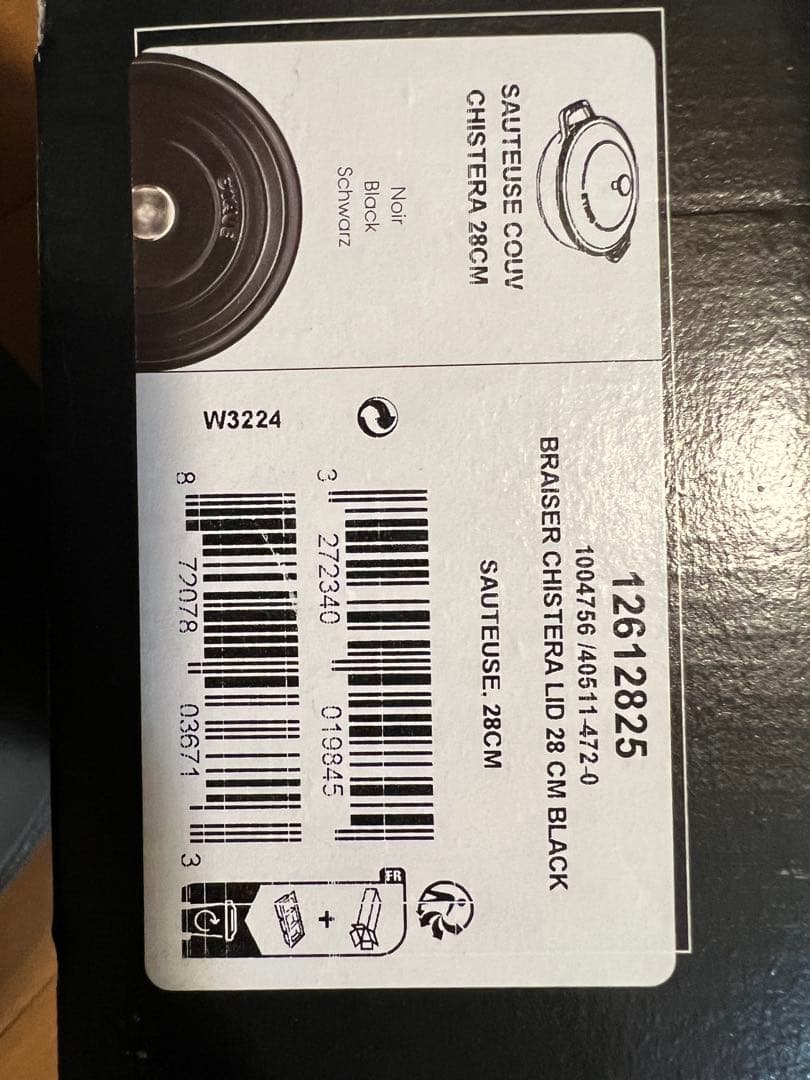 SAUTEUSE COUV
CHISTERA 28CM
Noir
Black
Schwarz
12612825
1004756 /40511-472-0
BRAISER CHISTERA LID 28 CM BLACK
SAUTEUSE, 28CM
W3224
3 272340 019845
8 72078 03671 3
FR
+